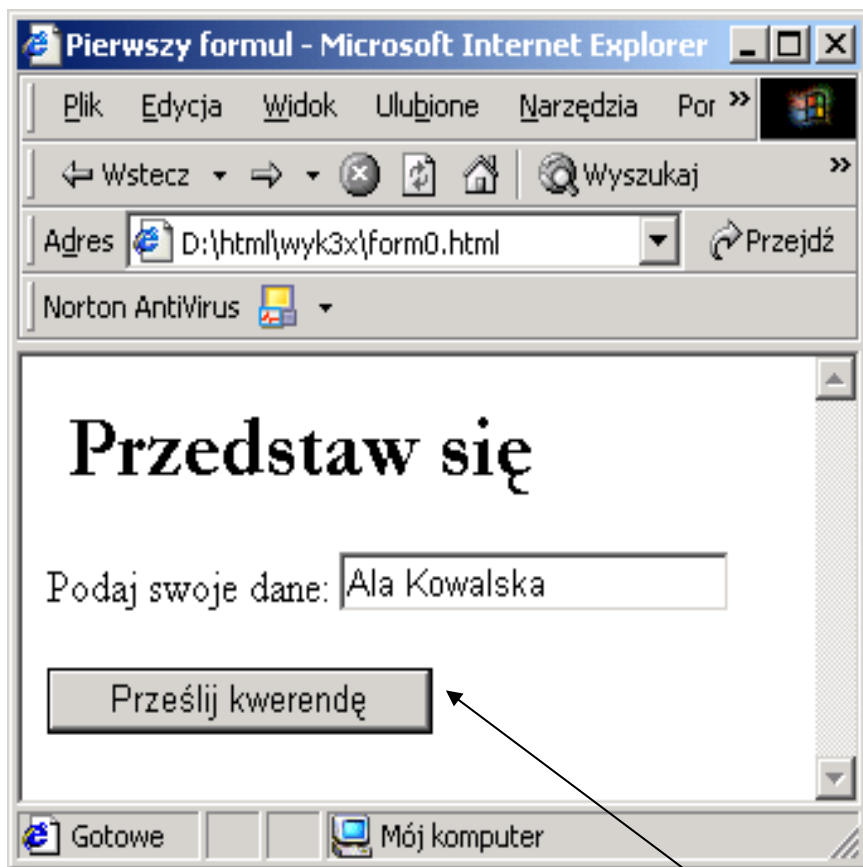 Pierwszy formul - Microsoft Internet Explorer
Plik Edycja Widok Ulubione Narzędzia Por »
Wstecz Wyszukaj »
Adres D:\html\wyk3x\form0.html Przejdź
Norton AntiVirus
Przedstaw się
Podaj swoje dane: Ala Kowalska
Prześlij kwerendę
Gotowe Mój komputer